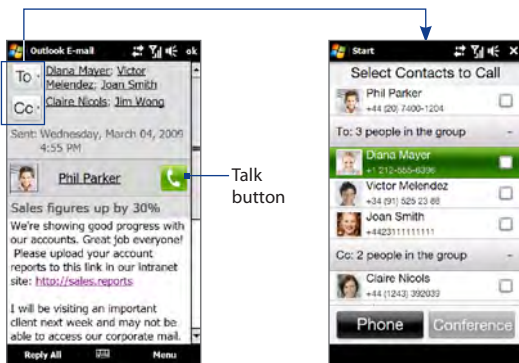 Outlook E-mail
ok
To
Diana Mayer; Victor
Melendez; Joan Smith
Cc
Claire Nicols; Jim Wong
Sent: Wednesday, March 04, 2009
4:55 PM
Phil Parker
Sales figures up by 30%
We're showing good progress with
our accounts. Great job everyone!
Please upload your account
reports to this link in our intranet
site: http://sales.reports
I will be visiting an important
client next week and may not be
able to access our corporate mail.
Reply All
Menu
Talk
button
Start
Select Contacts to Call
Phil Parker
+44 (20) 7400-1204
To: 3 people in the group
Diana Mayer
+1 212-555-6396
Victor Melendez
+34 (91) 525 23 88
Joan Smith
+4423111111111
Cc: 2 people in the group
Claire Nicols
+44 (1243) 392039
Phone
Conference